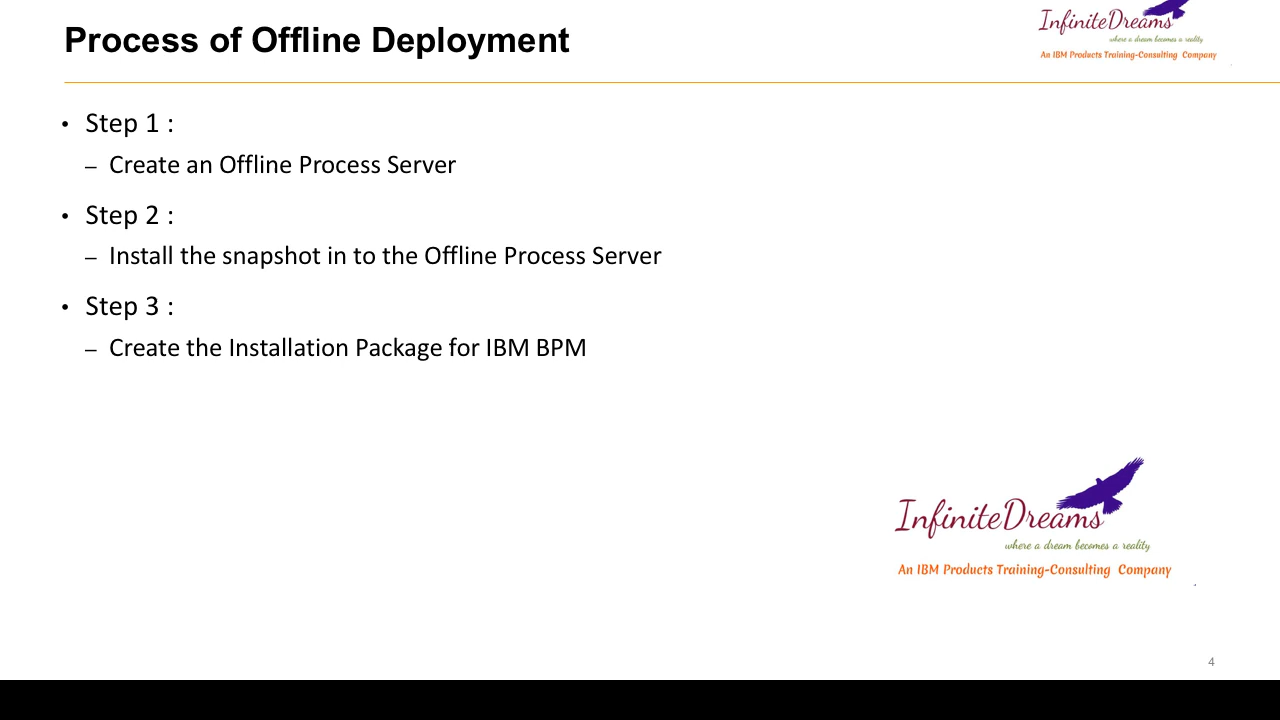 Process of Offline Deployment
InfiniteDreams
where a dream becomes a reality
An IBM Products Training-Consulting Company
• Step 1 :
– Create an Offline Process Server
• Step 2 :
– Install the snapshot in to the Offline Process Server
• Step 3 :
– Create the Installation Package for IBM BPM
InfiniteDreams
where a dream becomes a reality
An IBM Products Training-Consulting Company
4